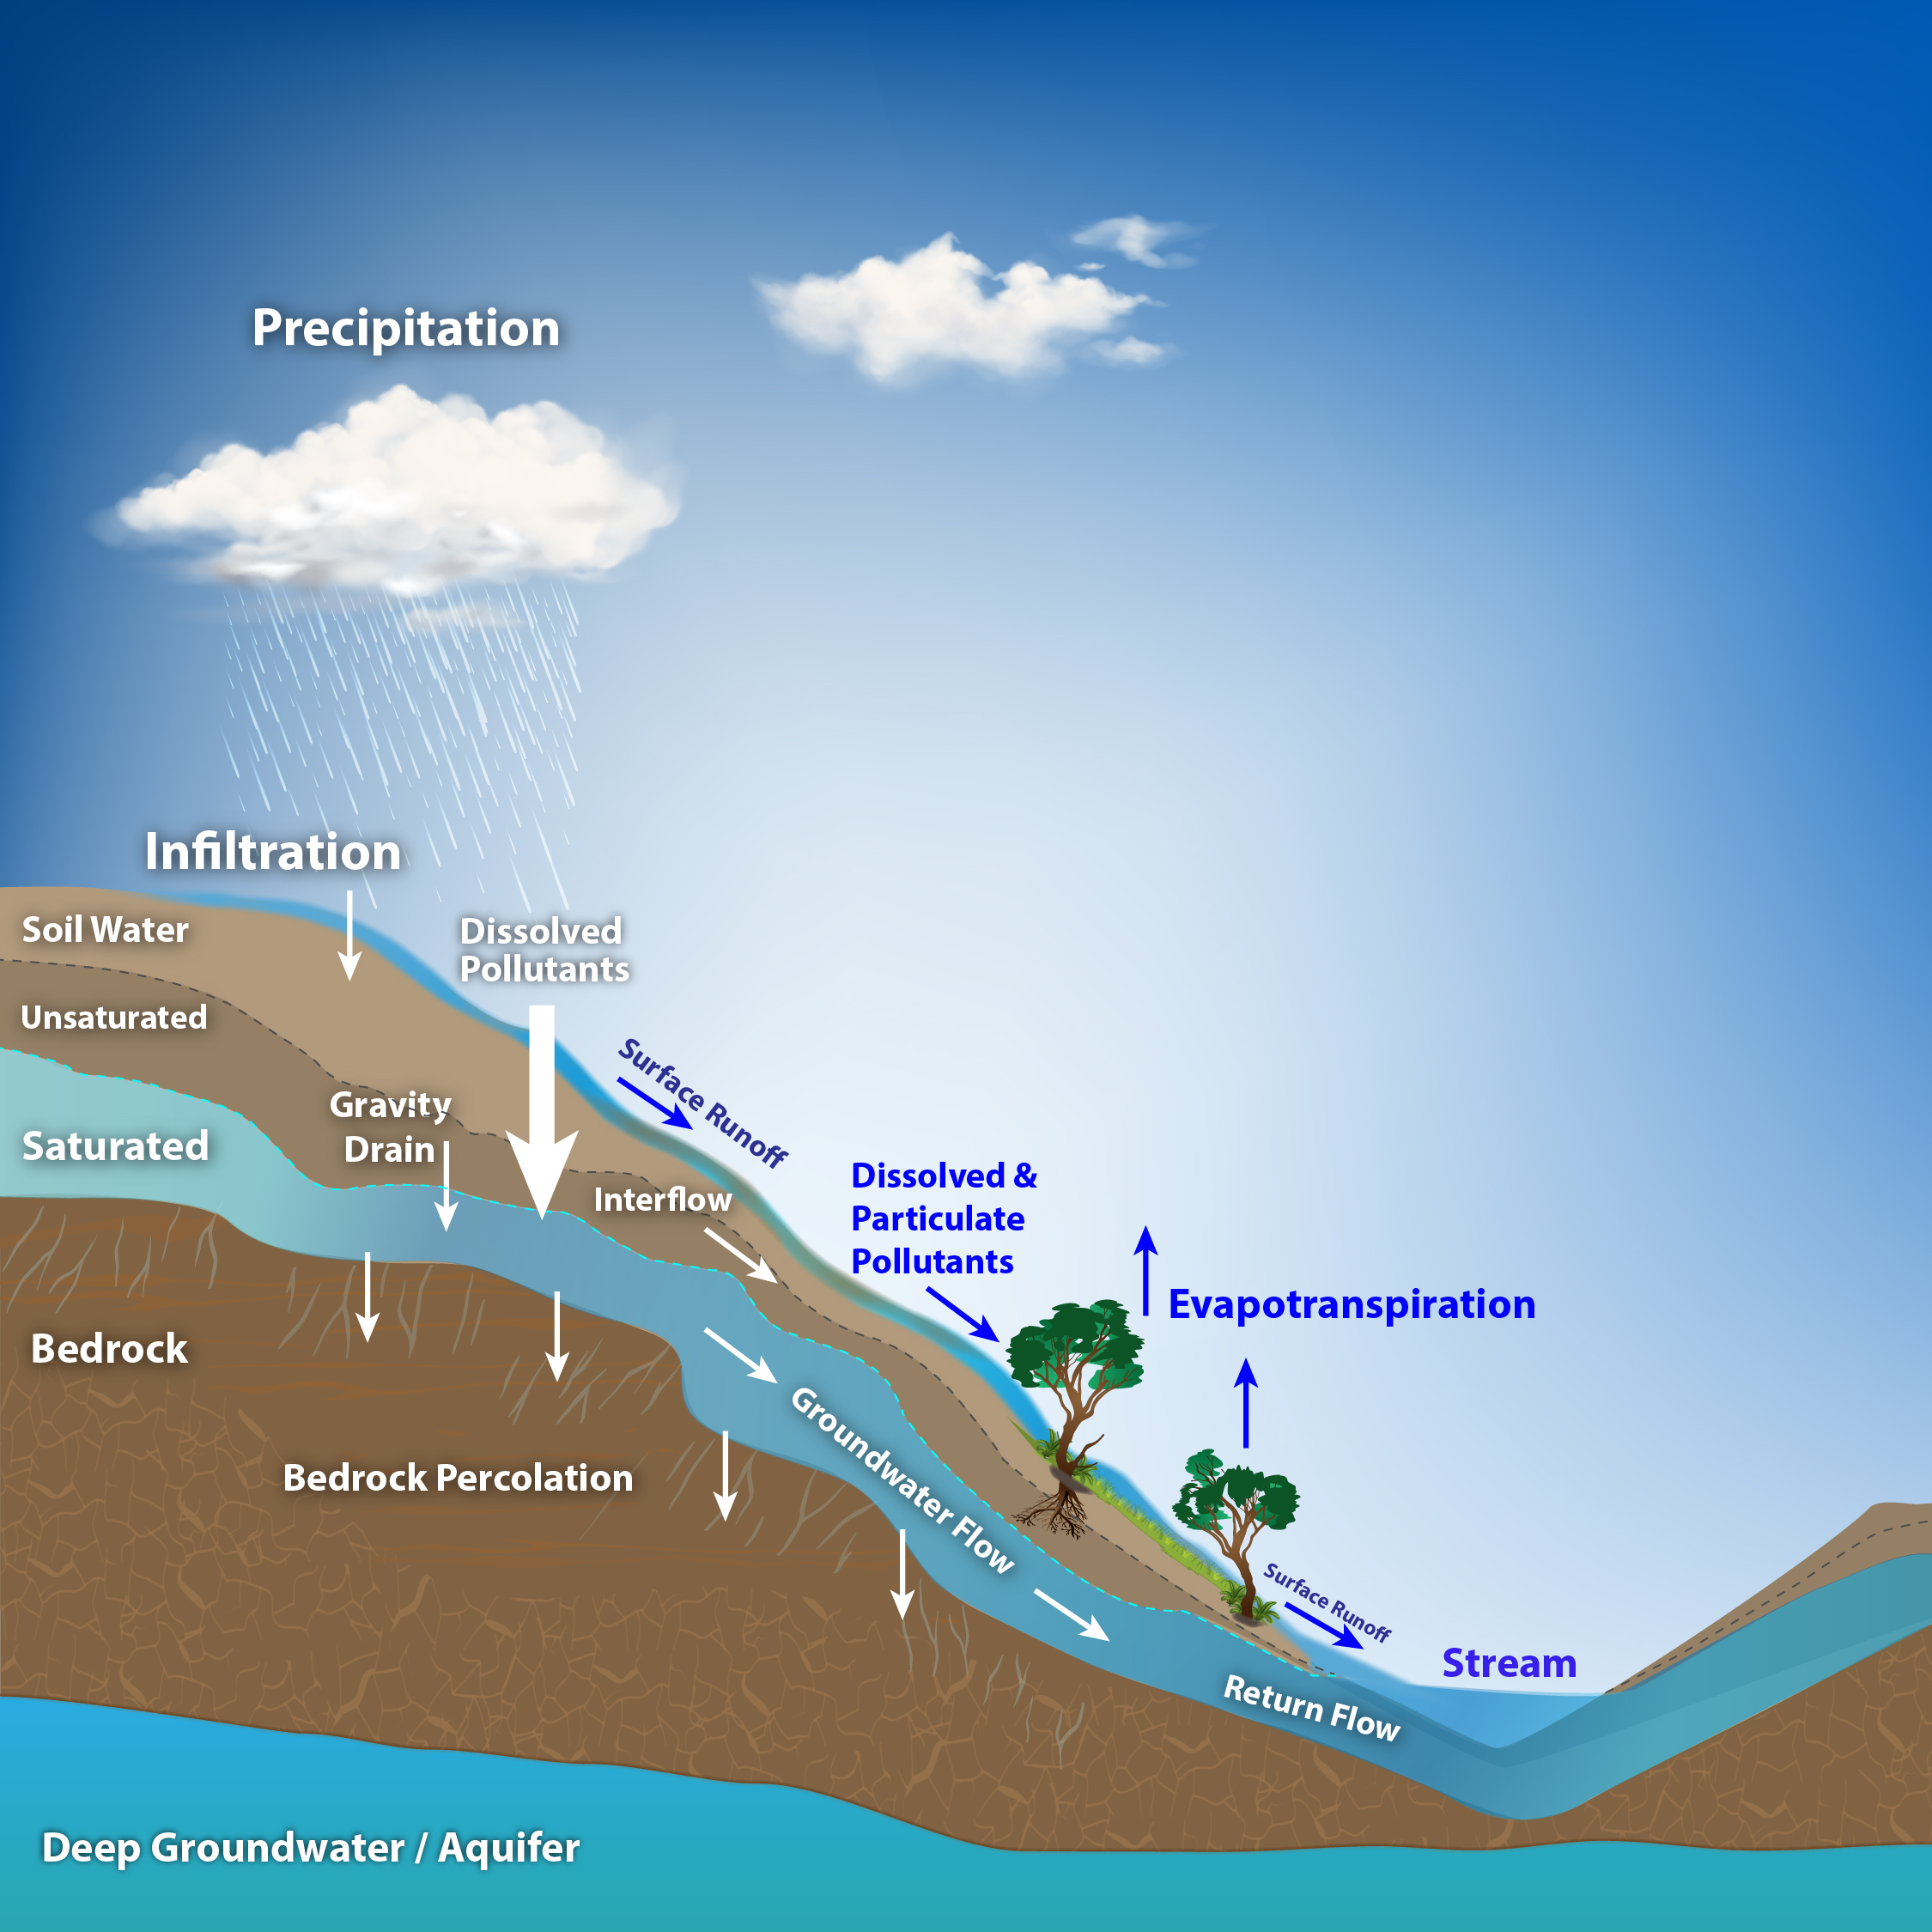 Precipitation
Infiltration
Soil Water
Dissolved
Pollutants
Unsaturated
Surface Runoff
Gravity
Drain
Saturated
Interflow
Dissolved &
Particulate
Pollutants
Evapotranspiration
Bedrock
Groundwater Flow
Bedrock Percolation
Surface Runoff
Stream
Return Flow
Deep Groundwater / Aquifer